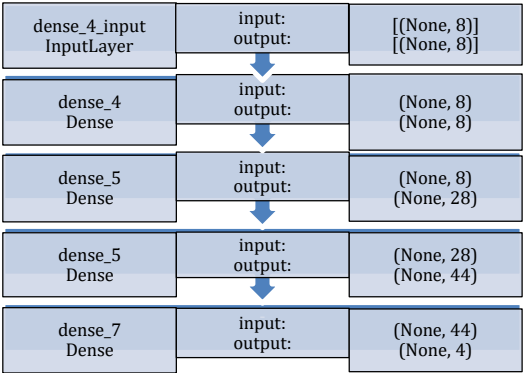 dense_4_input
InputLayer
input:
output:
[(None, 8)]
[(None, 8)]
dense_4
Dense
input:
output:
(None, 8)
(None, 8)
dense_5
Dense
input:
output:
(None, 8)
(None, 28)
dense_5
Dense
input:
output:
(None, 28)
(None, 44)
dense_7
Dense
input:
output:
(None, 44)
(None, 4)